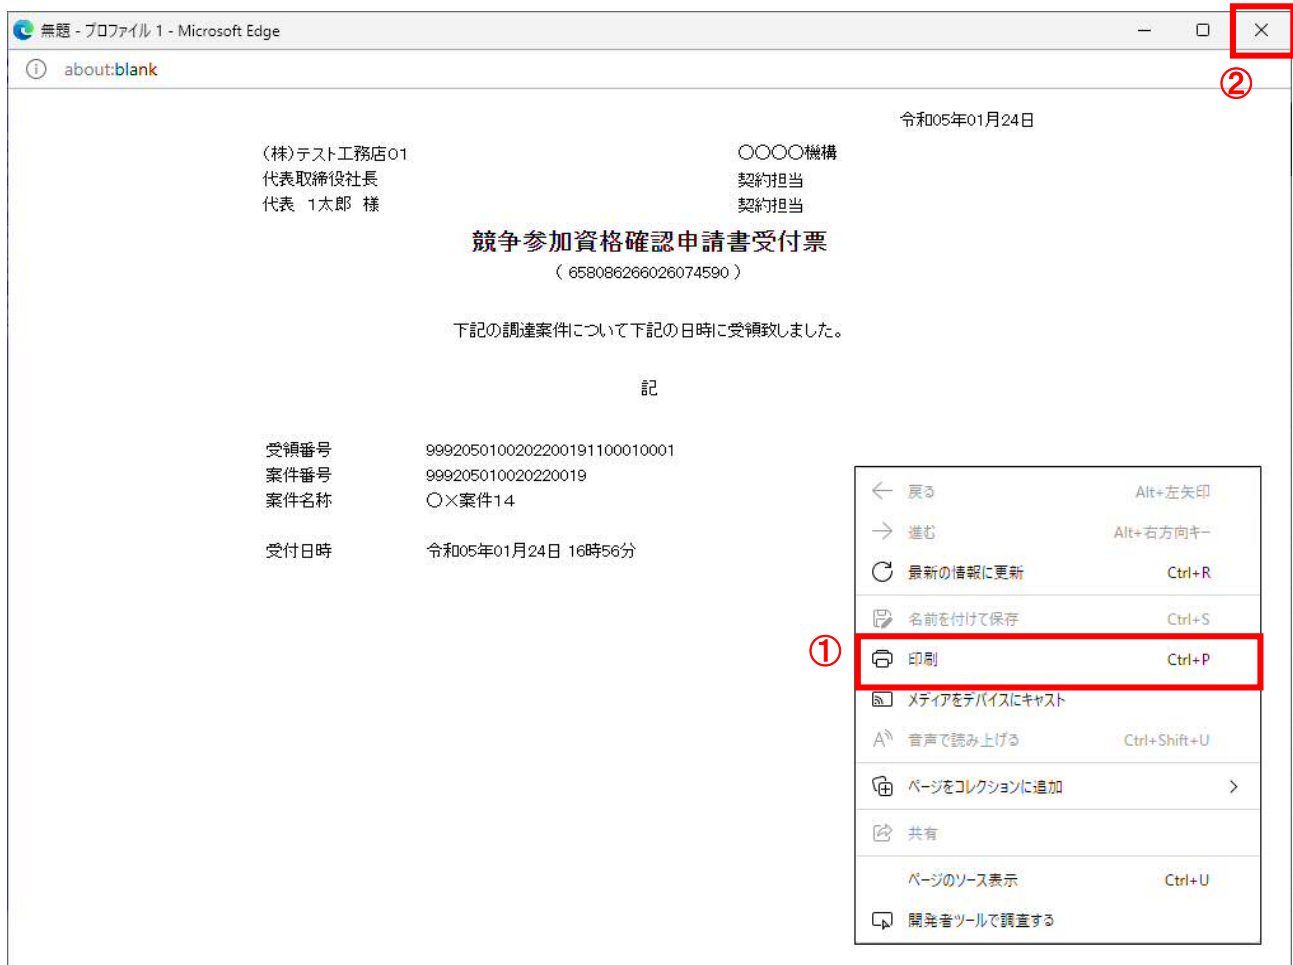 無題 - プロファイル 1 - Microsoft Edge
②
about:blank
令和05年01月24日
(株)テスト工務店01
〇〇〇〇機構
代表取締役社長
契約担当
代表 1太郎 様
契約担当
競争参加資格確認申請書受付票
( 658086266026074590 )
下記の調達案件について下記の日時に受領致しました。
記
受領番号 99920501002022001911​00010001
案件番号 999205010020220019
案件名称 〇×案件14
受付日時 令和05年01月24日 16時56分
戻る Alt+左矢印
進む Alt+右方向キー
最新の情報に更新 Ctrl+R
名前を付けて保存 Ctrl+S
① 印刷 Ctrl+P
メディアをデバイスにキャスト
音声で読み上げる Ctrl+Shift+U
ページをコレクションに追加
共有
ページのソース表示 Ctrl+U
開発者ツールで調査する